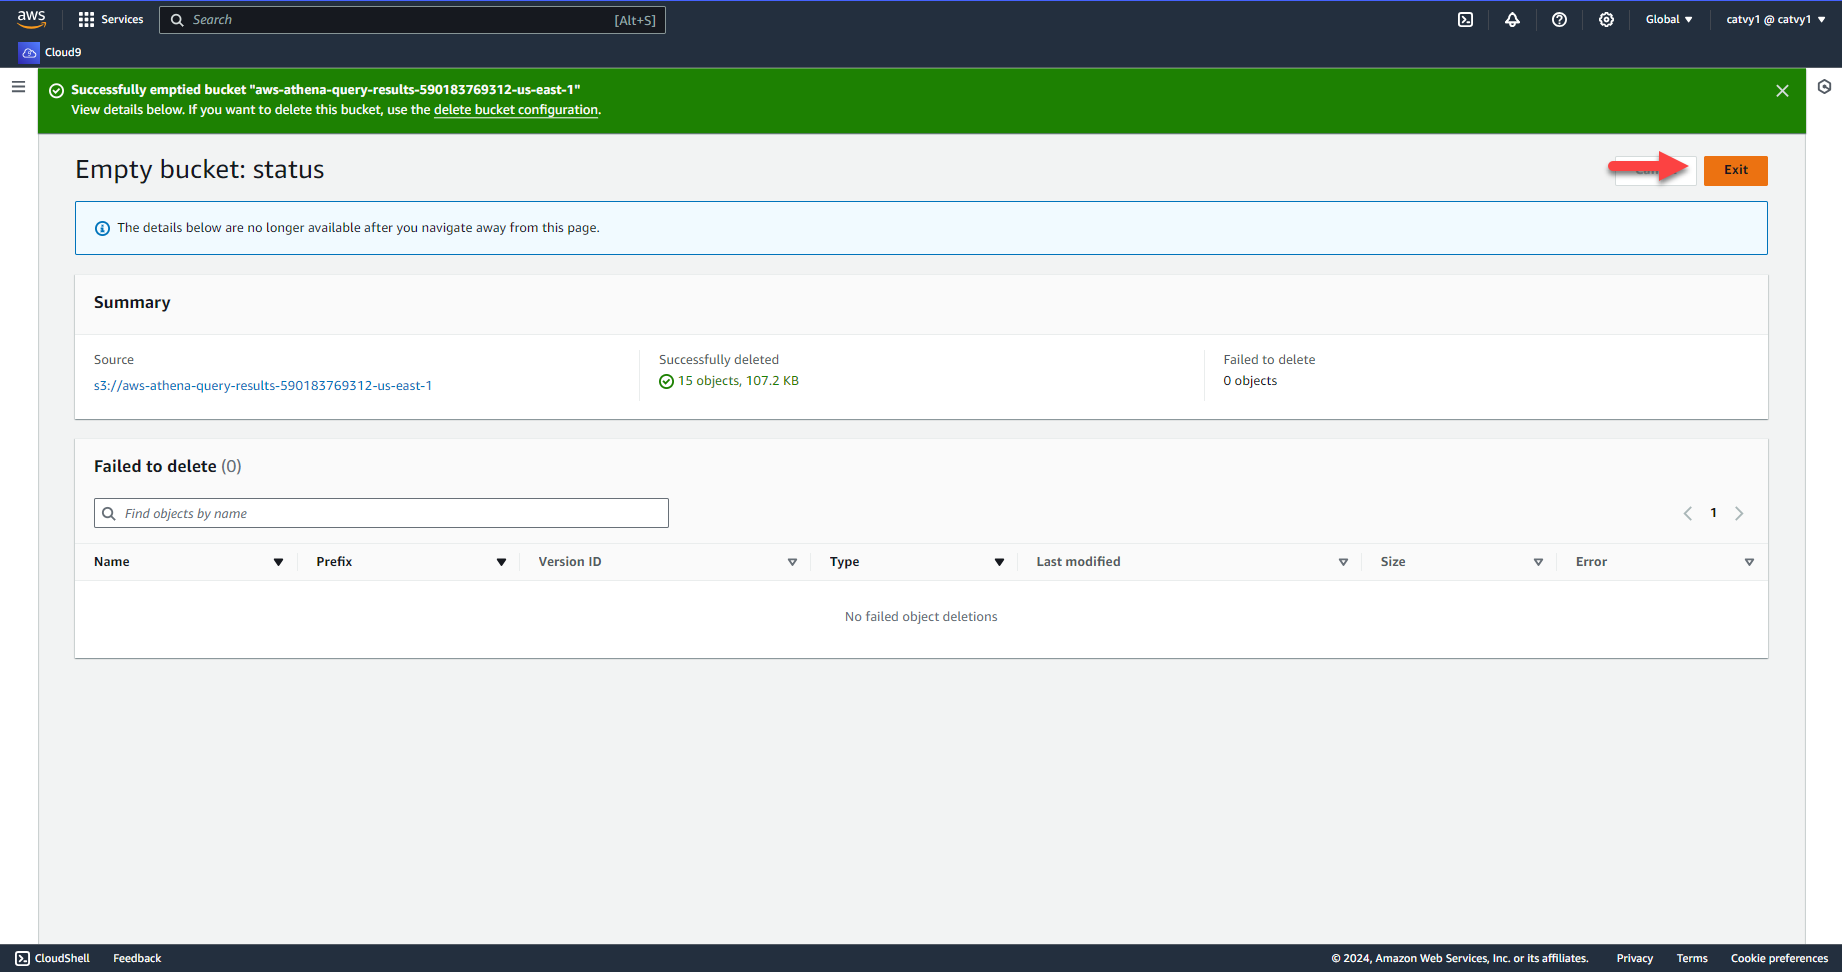 aws
Services
Search
[Alt+S]
Global
catvy1 @ catvy1
Cloud9
Successfully emptied bucket "aws-athena-query-results-590183769312-us-east-1"
View details below. If you want to delete this bucket, use the delete bucket configuration.
Empty bucket: status
Exit
The details below are no longer available after you navigate away from this page.
Summary
Source
s3://aws-athena-query-results-590183769312-us-east-1
Successfully deleted
15 objects, 107.2 KB
Failed to delete
0 objects
Failed to delete (0)
Find objects by name
1
Name Prefix Version ID Type Last modified Size Error
No failed object deletions
CloudShell Feedback
© 2024, Amazon Web Services, Inc. or its affiliates. Privacy Terms Cookie preferences